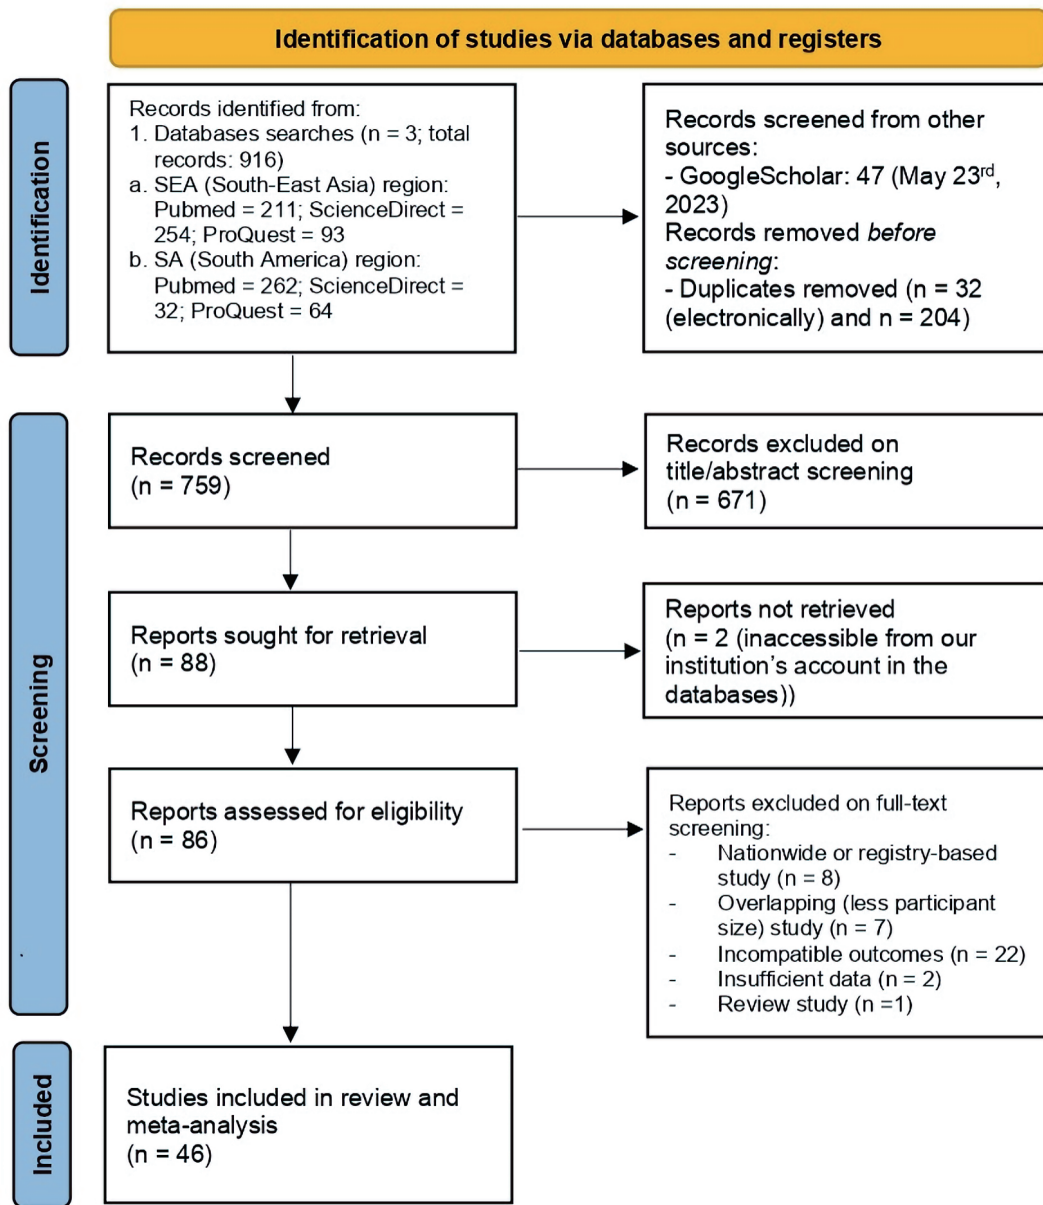 Identification of studies via databases and registers
Identification
Records identified from:
1. Databases searches (n = 3; total
records: 916)
a. SEA (South-East Asia) region:
Pubmed = 211; ScienceDirect =
254; ProQuest = 93
b. SA (South America) region:
Pubmed = 262; ScienceDirect =
32; ProQuest = 64
Records screened from other
sources:
- GoogleScholar: 47 (May 23rd,
2023)
Records removed before
screening:
- Duplicates removed (n = 32
(electronically) and n = 204)
Screening
Records screened
(n = 759)
Records excluded on
title/abstract screening
(n = 671)
Reports sought for retrieval
(n = 88)
Reports not retrieved
(n = 2 (inaccessible from our
institution's account in the
databases))
Reports assessed for eligibility
(n = 86)
Reports excluded on full-text
screening:
- Nationwide or registry-based
study (n = 8)
- Overlapping (less participant
size) study (n = 7)
- Incompatible outcomes (n = 22)
- Insufficient data (n = 2)
- Review study (n =1)
Included
Studies included in review and
meta-analysis
(n = 46)